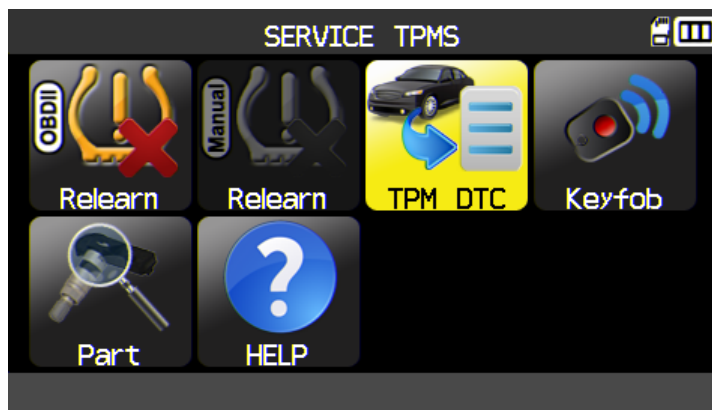 SERVICE TPMS
OBDII
Relearn
Manual
Relearn
TPM DTC
Keyfob
Part
?
HELP